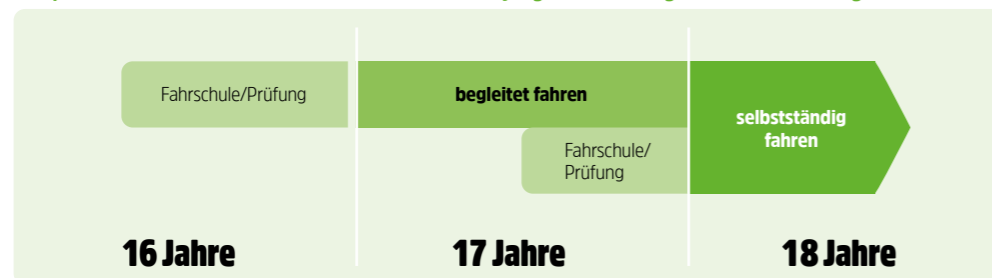 Fahrschule/Prüfung
begleitet fahren
selbstständig
fahren
Fahrschule/
Prüfung
16 Jahre
17 Jahre
18 Jahre